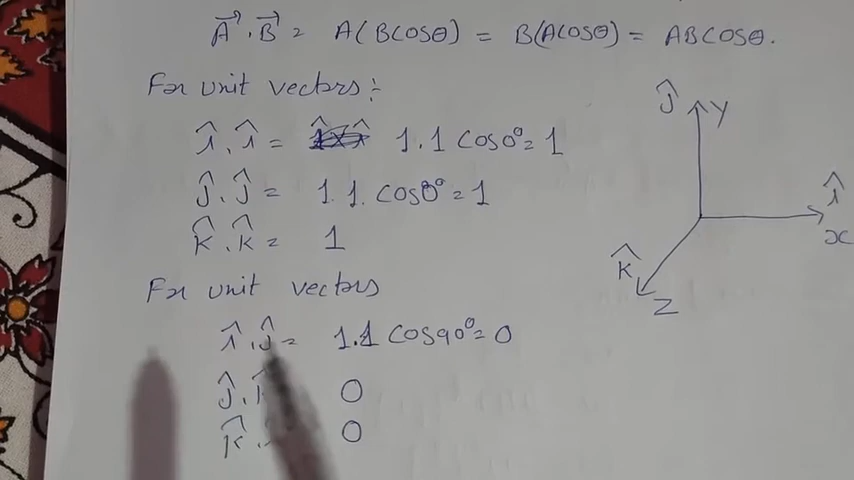 A⃗ . B⃗ = A(BCosθ) = B(ACosθ) = ABCosθ.
For unit vectors :-
î . î = 1.1 Cos0° = 1
ĵ . ĵ = 1.1. Cos0° = 1
k̂ . k̂ = 1
For unit vectors
î . ĵ = 1.1 Cos90° = 0
ĵ . 0
k̂ . 0
ĵ Y
î
x
k̂
Z